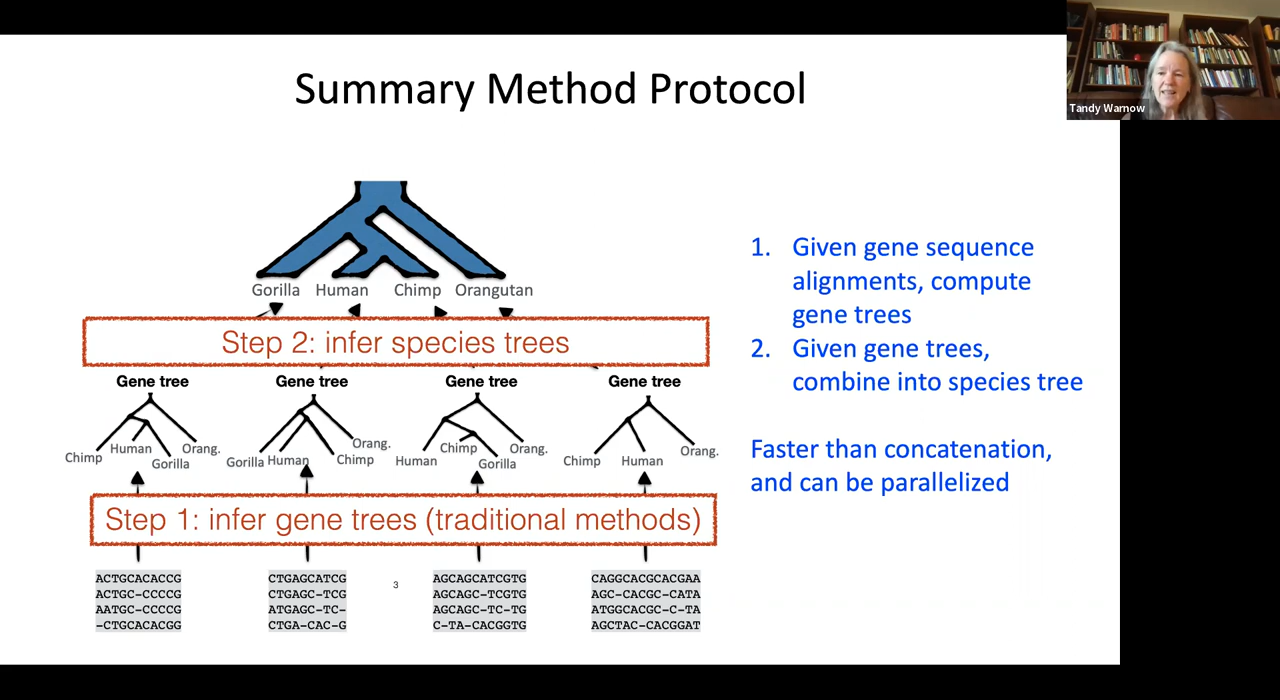 Summary Method Protocol
Tandy Warnow
Gorilla Human Chimp Orangutan
Step 2: infer species trees
Gene tree Gene tree Gene tree Gene tree
Chimp Human Gorilla Orang.
Gorilla Human Chimp Orang.
Human Chimp Gorilla Orang.
Chimp Human Orang.
Step 1: infer gene trees (traditional methods)
ACTGCACACCG
ACTGC-CCCCG
AATGC-CCCCG
-CTGCACACGG
CTGAGCATCG
CTGAGC-TCG
ATGAGC-TC-
CTGA-CAC-G
3
AGCAGCATCGTG
AGCAGC-TCGTG
AGCAGC-TC-TG
C-TA-CACGGTG
CAGGCACGCACGAA
AGC-CACGC-CATA
ATGGCACGC-C-TA
AGCTAC-CACGGAT
1. Given gene sequence
alignments, compute
gene trees
2. Given gene trees,
combine into species tree
Faster than concatenation,
and can be parallelized